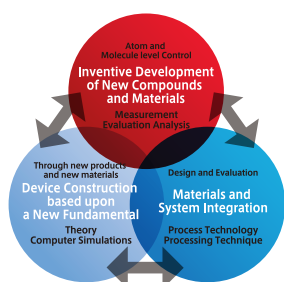 Atom and
Molecule level Control
Inventive Development
of New Compounds
and Materials
Measurement
Evaluation Analysis
Through new products
and new materials
Device Construction
based upon
a New Fundamental
Theory
Computer Simulations
Design and Evaluation
Materials and
System Integration
Process Technology
Processing Technique